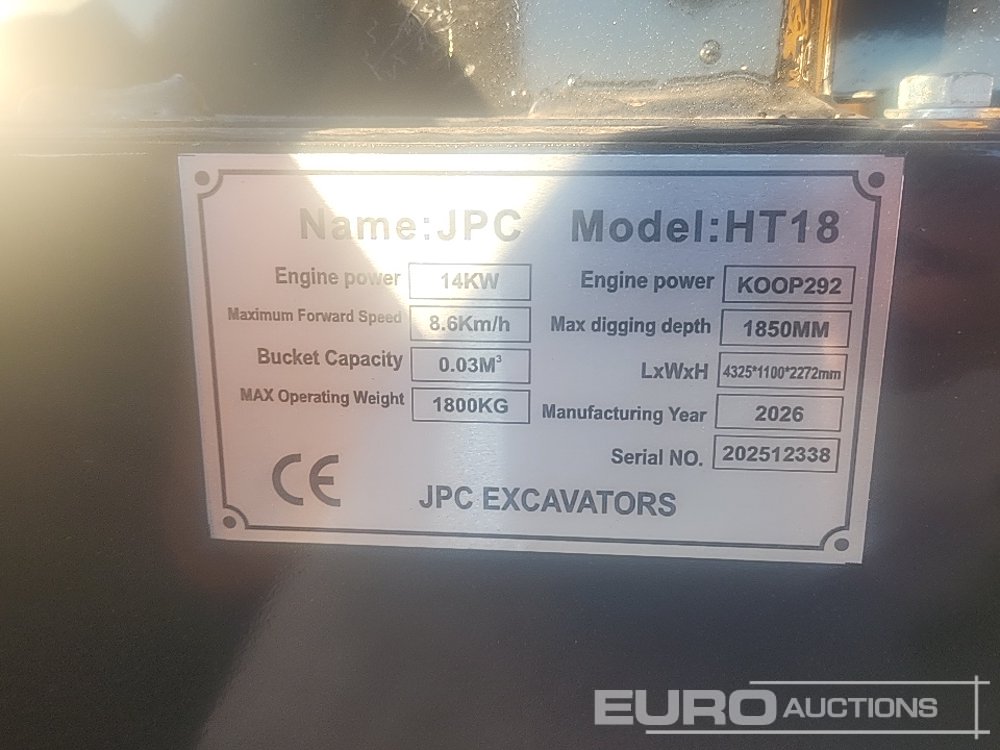 Name:JPC Model:HT18
Engine power 14KW Engine power KOOP292
Maximum Forward Speed 8.6Km/h Max digging depth 1850MM
Bucket Capacity 0.03M³ LxWxH 4325*1100*2272mm
MAX Operating Weight 1800KG Manufacturing Year 2026
Serial NO. 202512338
CE JPC EXCAVATORS
EURO AUCTIONS